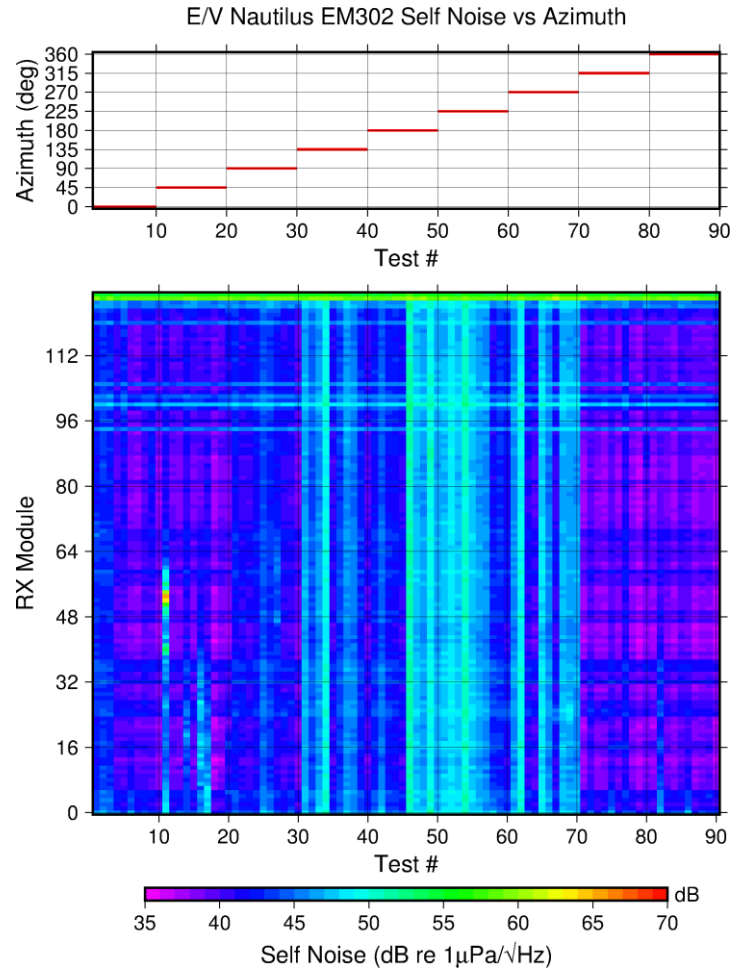 E/V Nautilus EM302 Self Noise vs Azimuth
Azimuth (deg)
360
315
270
225
180
135
90
45
0
10 20 30 40 50 60 70 80 90
Test #
RX Module
112
96
80
64
48
32
16
0
10 20 30 40 50 60 70 80 90
Test #
dB
35 40 45 50 55 60 65 70
Self Noise (dB re 1μPa/√Hz)